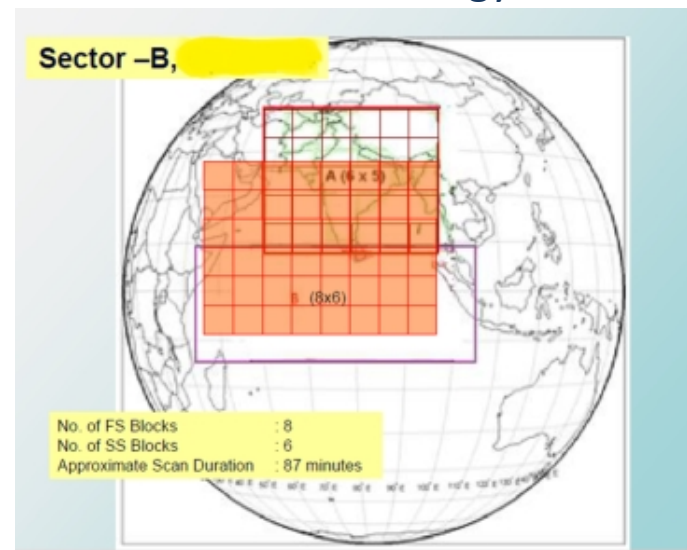 Sector –B,
A (6 x 5)
B (8x6)
No. of FS Blocks : 8
No. of SS Blocks : 6
Approximate Scan Duration : 87 minutes